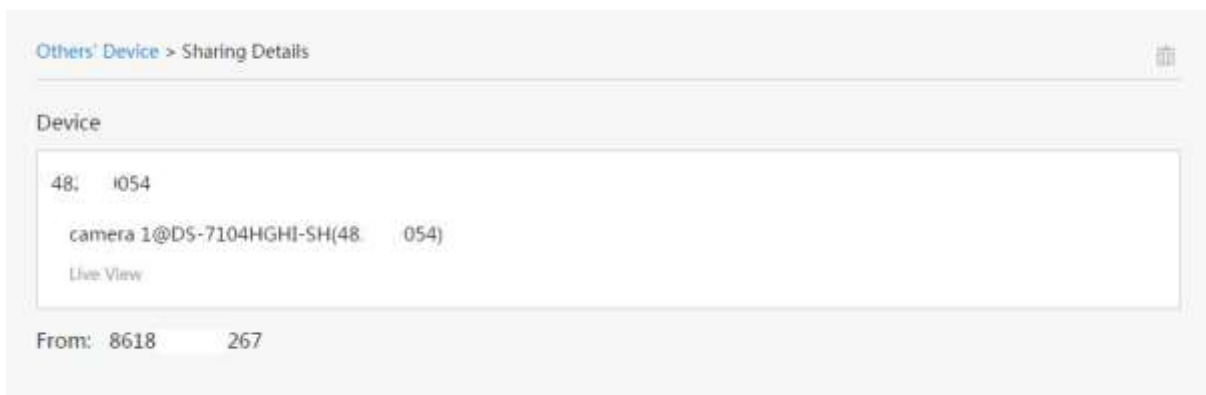 Others' Device > Sharing Details
Device
48. 054
camera 1@DS-7104HGHI-SH(48. 054)
Live View
From: 8618 267